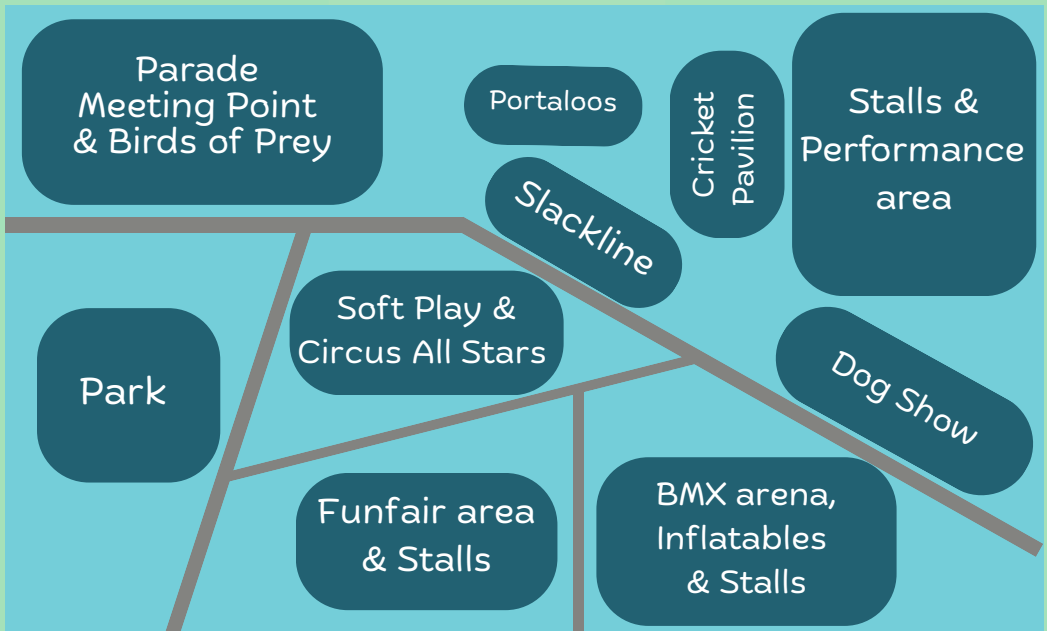 Parade
Meeting Point
& Birds of Prey
Portaloos
Cricket
Pavilion
Stalls &
Performance
area
Slackline
Soft Play &
Circus All Stars
Park
Dog Show
Funfair area
& Stalls
BMX arena,
Inflatables
& Stalls